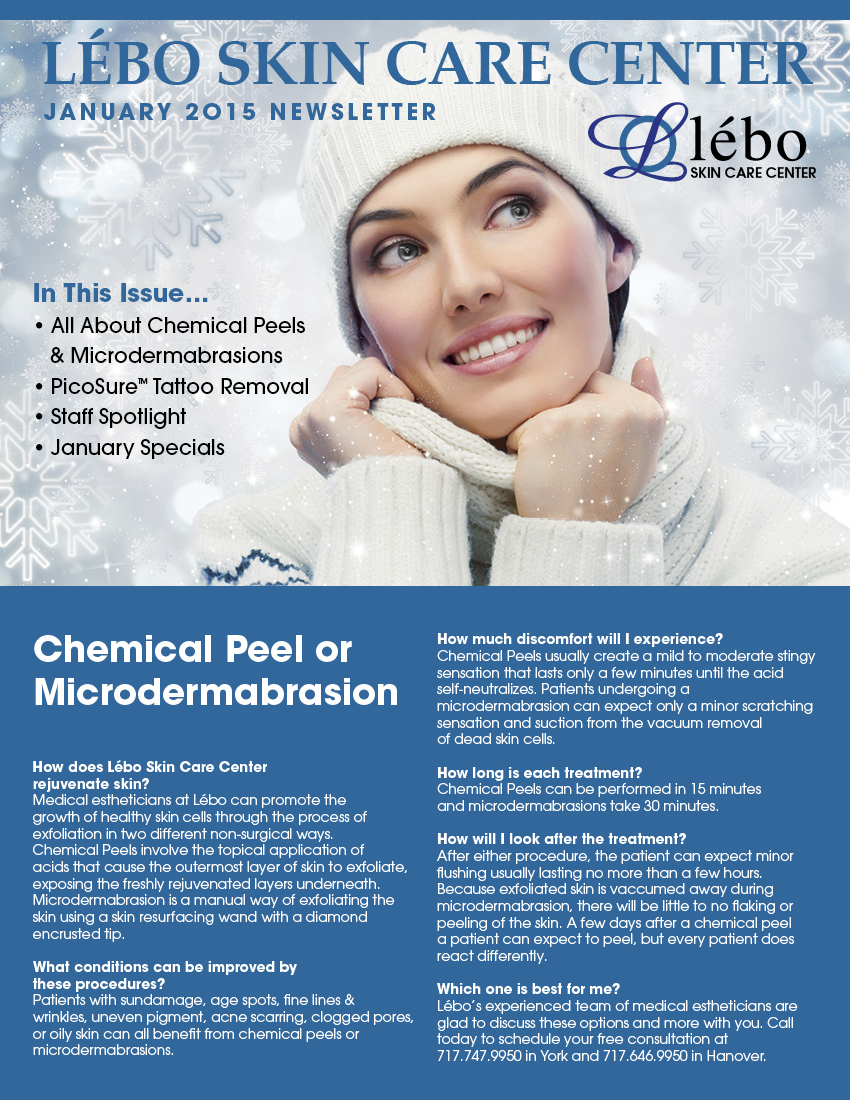 LÉBO SKIN CARE CENTER
JANUARY 2015 NEWSLETTER
lébo
SKIN CARE CENTER
In This Issue...
• All About Chemical Peels
& Microdermabrasions
• PicoSure™ Tattoo Removal
• Staff Spotlight
• January Specials
Chemical Peel or
Microdermabrasion
How does Lébo Skin Care Center
rejuvenate skin?
Medical estheticians at Lébo can promote the
growth of healthy skin cells through the process of
exfoliation in two different non-surgical ways.
Chemical Peels involve the topical application of
acids that cause the outermost layer of skin to exfoliate,
exposing the freshly rejuvenated layers underneath.
Microdermabrasion is a manual way of exfoliating the
skin using a skin resurfacing wand with a diamond
encrusted tip.
What conditions can be improved by
these procedures?
Patients with sundamage, age spots, fine lines &
wrinkles, uneven pigment, acne scarring, clogged pores,
or oily skin can all benefit from chemical peels or
microdermabrasions.
How much discomfort will I experience?
Chemical Peels usually create a mild to moderate stingy
sensation that lasts only a few minutes until the acid
self-neutralizes. Patients undergoing a
microdermabrasion can expect only a minor scratching
sensation and suction from the vacuum removal
of dead skin cells.
How long is each treatment?
Chemical Peels can be performed in 15 minutes
and microdermabrasions take 30 minutes.
How will I look after the treatment?
After either procedure, the patient can expect minor
flushing usually lasting no more than a few hours.
Because exfoliated skin is vaccumed away during
microdermabrasion, there will be little to no flaking or
peeling of the skin. A few days after a chemical peel
a patient can expect to peel, but every patient does
react differently.
Which one is best for me?
Lébo's experienced team of medical estheticians are
glad to discuss these options and more with you. Call
today to schedule your free consultation at
717.747.9950 in York and 717.646.9950 in Hanover.